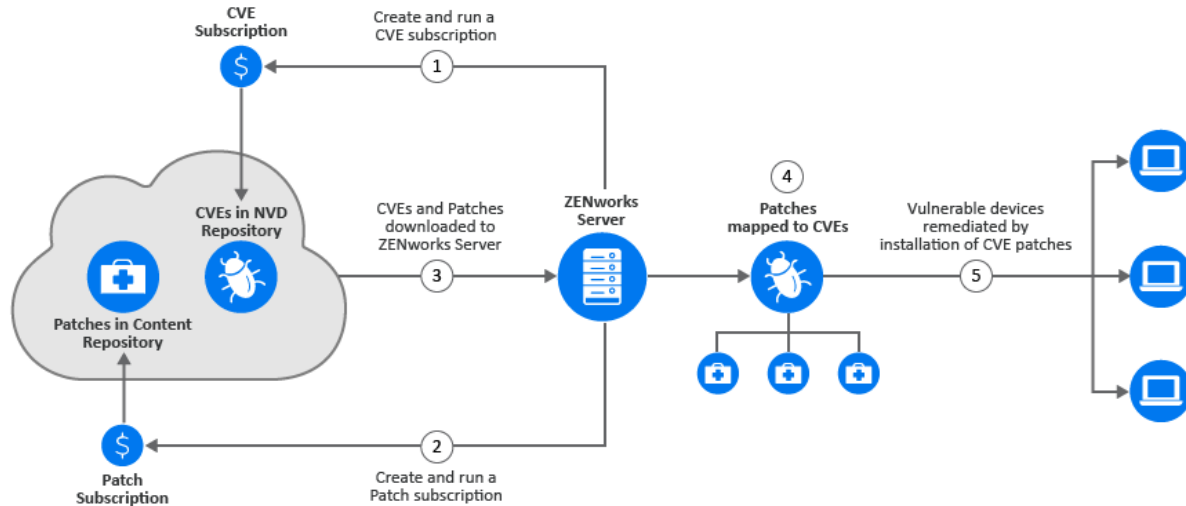 CVE
Subscription
$
Create and run a
CVE subscription
1
CVEs in NVD
Repository
Patches in Content
Repository
CVEs and Patches
downloaded to
ZENworks Server
3
ZENworks
Server
4
Patches
mapped to CVEs
Vulnerable devices
remediated by
installation of CVE patches
5
$
Patch
Subscription
2
Create and run a
Patch subscription